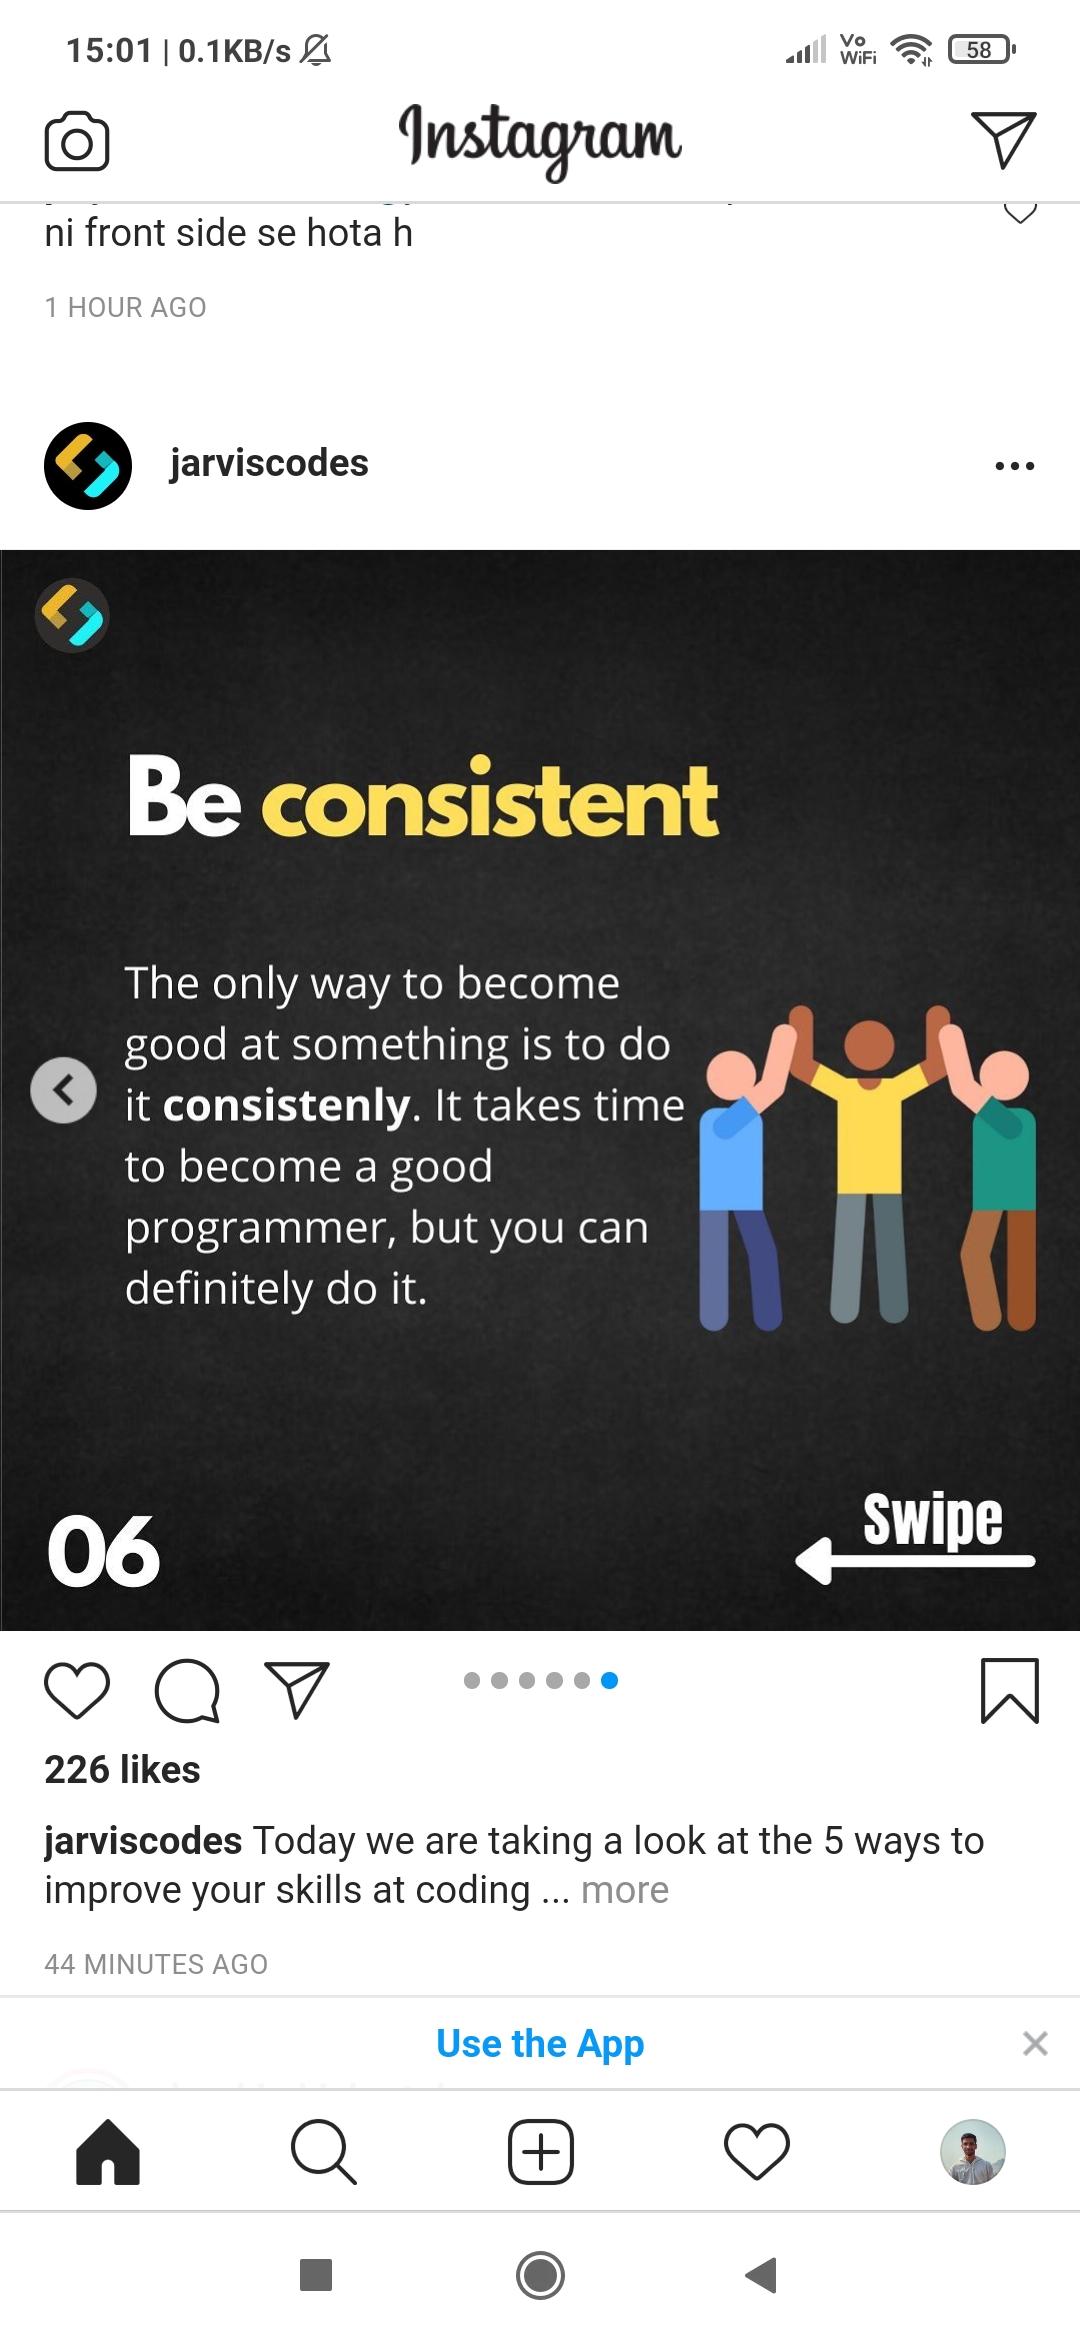 15:01 | 0.1KB/s
Vo
WiFi
58
Instagram
ni front side se hota h
1 HOUR AGO
jarviscodes
Be consistent
The only way to become
good at something is to do
it consistenly. It takes time
to become a good
programmer, but you can
definitely do it.
Swipe
06
226 likes
jarviscodes Today we are taking a look at the 5 ways to
improve your skills at coding ... more
44 MINUTES AGO
Use the App